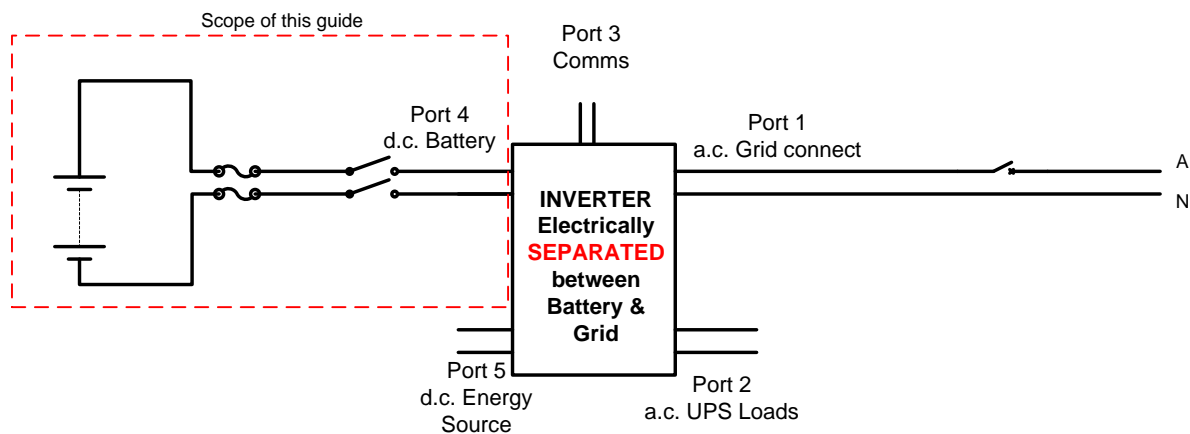 Scope of this guide
Port 3
Comms
Port 4
d.c. Battery
Port 1
a.c. Grid connect
A
N
INVERTER
Electrically
SEPARATED
between
Battery &
Grid
Port 5
d.c. Energy
Source
Port 2
a.c. UPS Loads